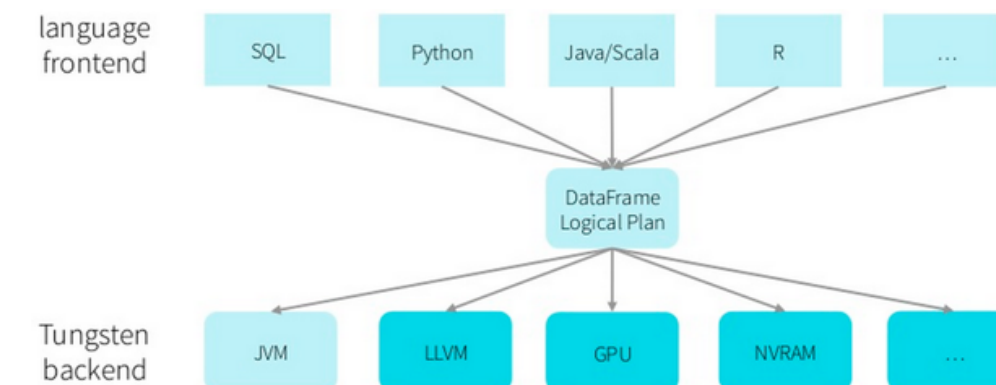 language
frontend
SQL
Python
Java/Scala
R
...
DataFrame
Logical Plan
Tungsten
backend
JVM
LLVM
GPU
NVRAM
...